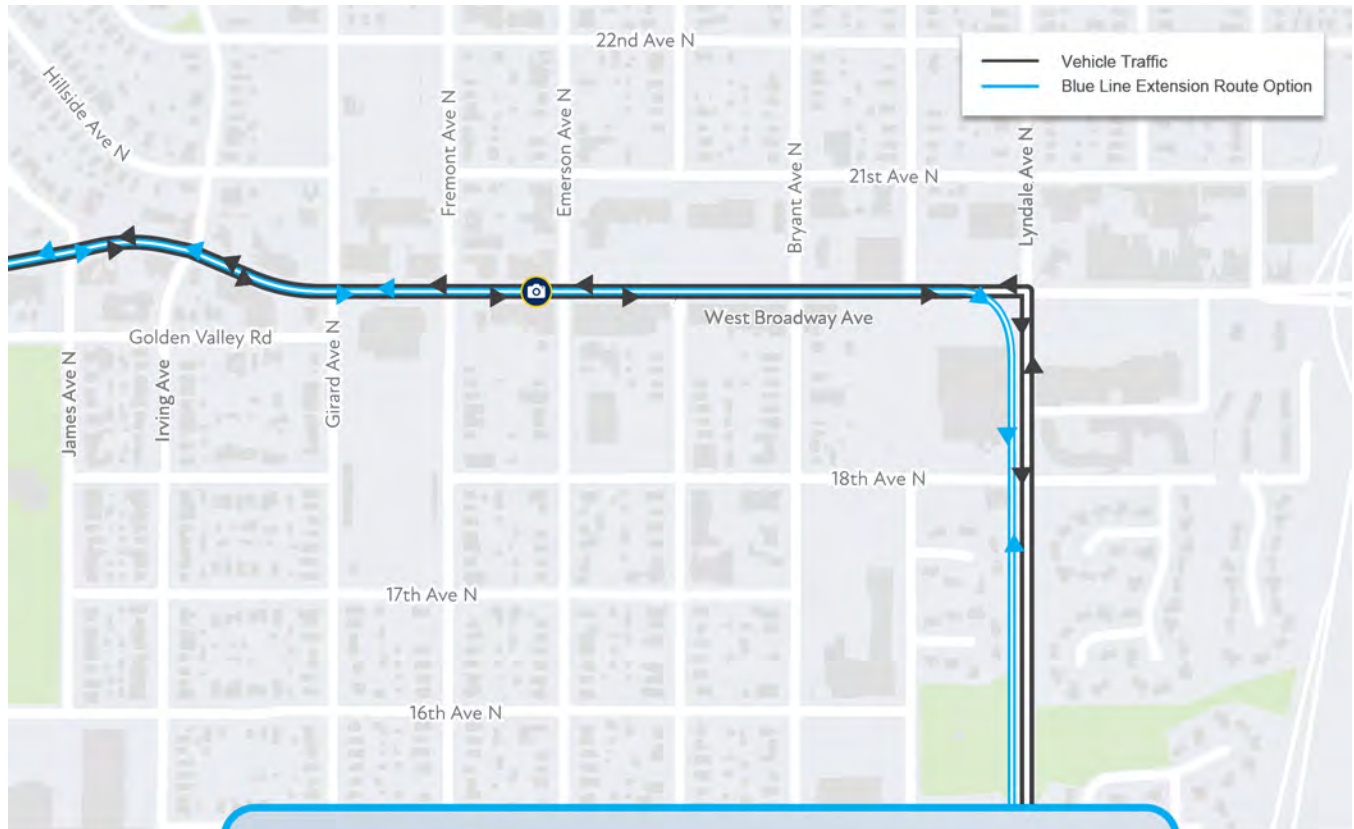 22nd Ave N
Vehicle Traffic
Blue Line Extension Route Option
Hillside Ave N
Fremont Ave N
Emerson Ave N
Bryant Ave N
21st Ave N
Lyndale Ave N
West Broadway Ave
Golden Valley Rd
James Ave N
Irving Ave
Girard Ave N
18th Ave N
17th Ave N
16th Ave N